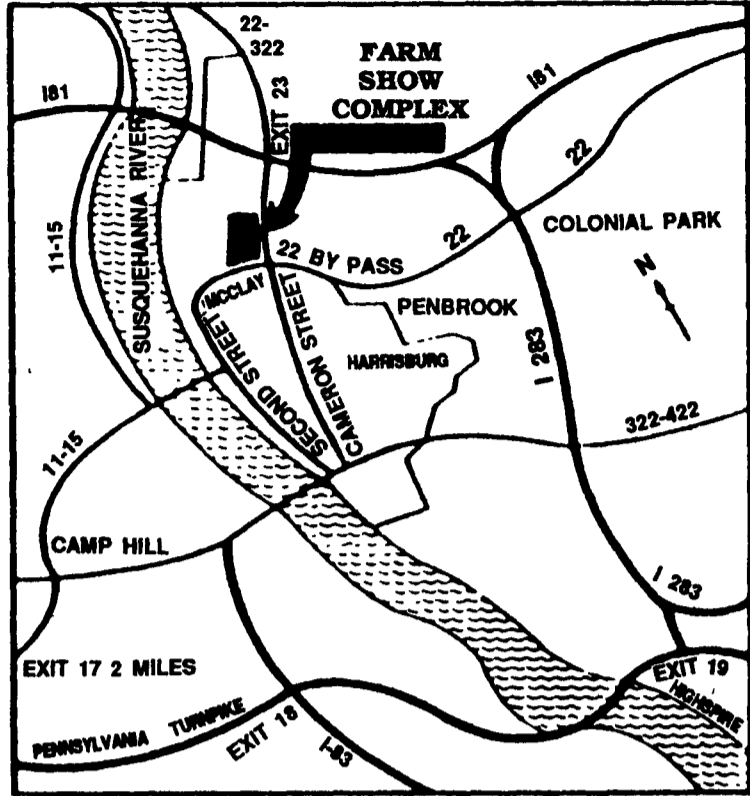 22-
322
FARM
SHOW
COMPLEX
I81
EXIT 23
I81
SUSQUEHANNA RIVER
22
11-15
COLONIAL PARK
22
22 BY PASS
N
MCCLAY
PENBROOK
SECOND STREET
CAMERON STREET
HARRISBURG
I 283
322-422
11-15
CAMP HILL
I 283
EXIT 17 2 MILES
EXIT 19
HIGHSPIRE
PENNSYLVANIA TURNPIKE
EXIT 18
I-83